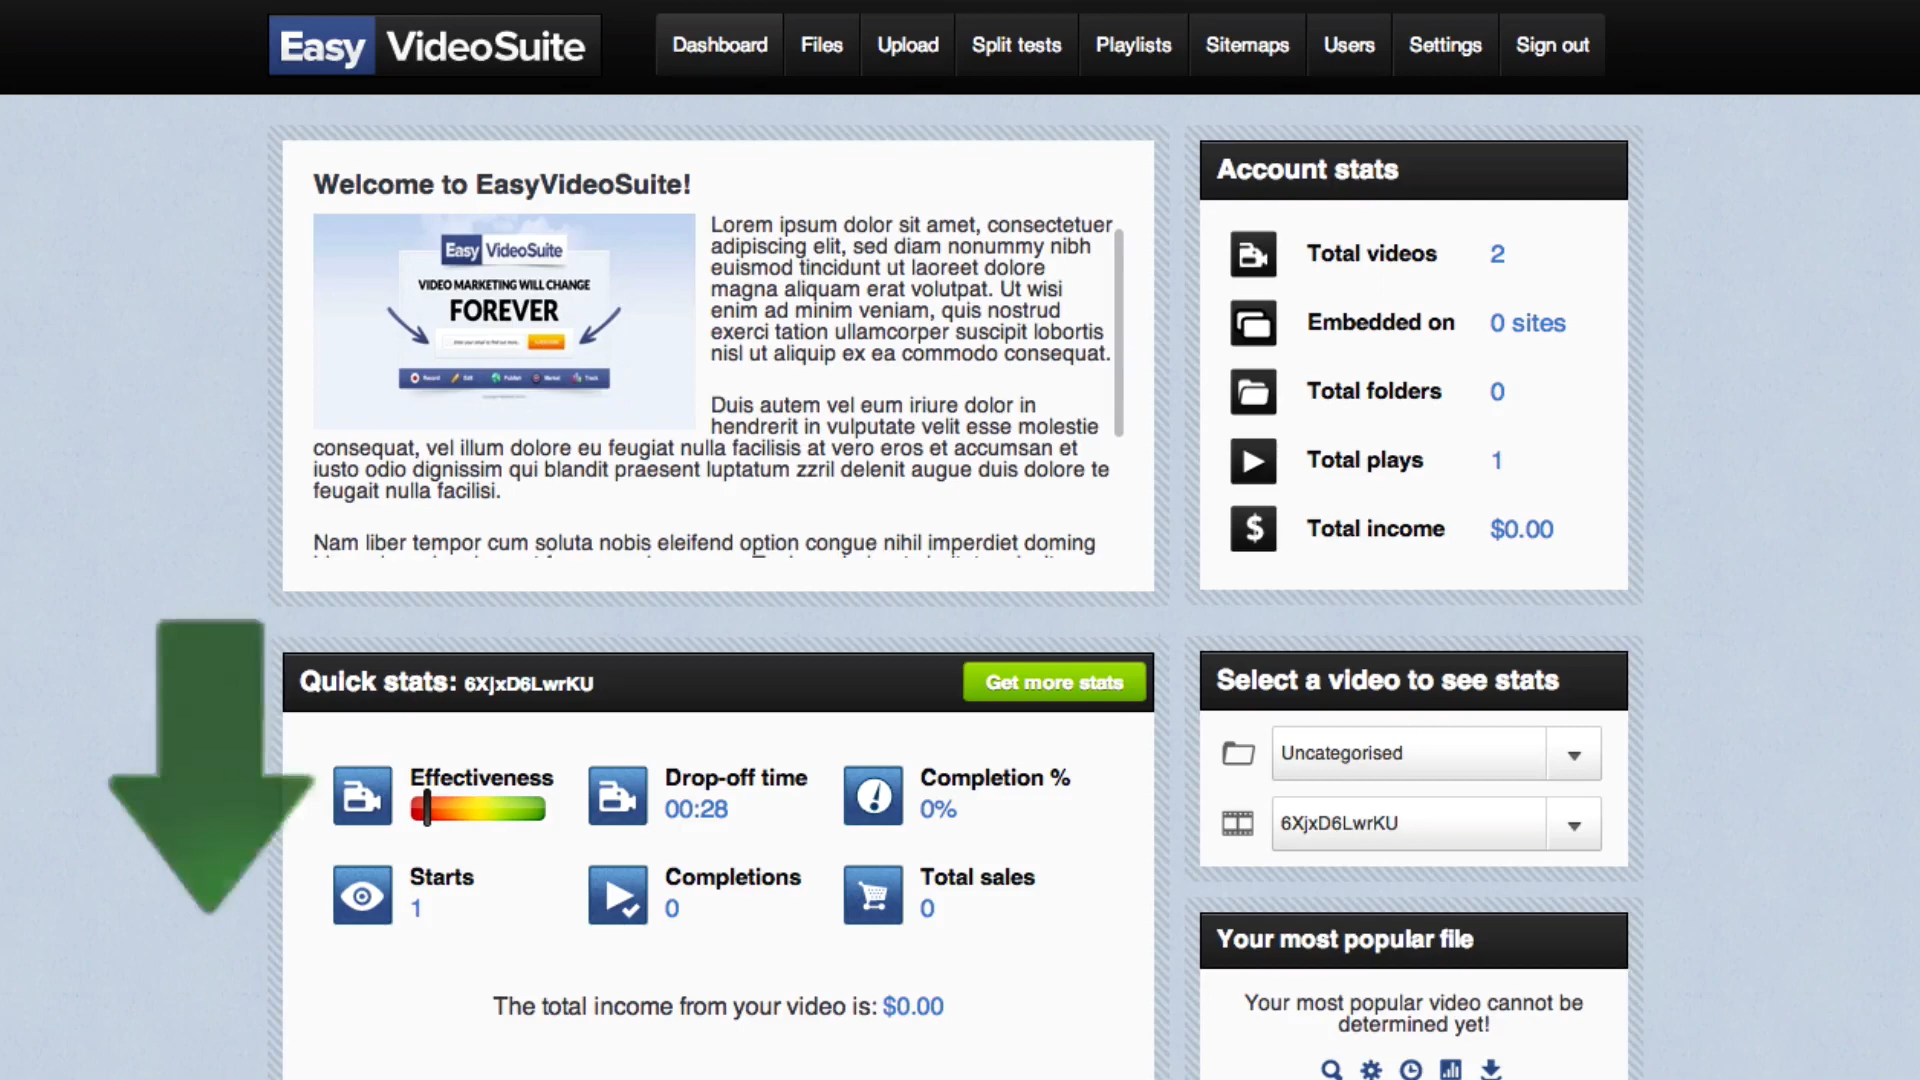 Easy VideoSuite
Dashboard
Files
Upload
Split tests
Playlists
Sitemaps
Users
Settings
Sign out
Welcome to EasyVideoSuite!
Easy VideoSuite
VIDEO MARKETING WILL CHANGE
FOREVER
Record
Edit
Publish
Market
Track
Lorem ipsum dolor sit amet, consectetuer
adipiscing elit, sed diam nonummy nibh
euismod tincidunt ut laoreet dolore
magna aliquam erat volutpat. Ut wisi
enim ad minim veniam, quis nostrud
exerci tation ullamcorper suscipit lobortis
nisl ut aliquip ex ea commodo consequat.
Duis autem vel eum iriure dolor in
hendrerit in vulputate velit esse molestie
consequat, vel illum dolore eu feugiat nulla facilisis at vero eros et accumsan et
iusto odio dignissim qui blandit praesent luptatum zzril delenit augue duis dolore te
feugait nulla facilisi.
Nam liber tempor cum soluta nobis eleifend option congue nihil imperdiet doming
Account stats
Total videos 2
Embedded on 0 sites
Total folders 0
Total plays 1
Total income $0.00
Quick stats: 6XjxD6LwrKU
Get more stats
Effectiveness
Drop-off time
00:28
Completion %
0%
Starts
1
Completions
0
Total sales
0
The total income from your video is: $0.00
Select a video to see stats
Uncategorised
6XjxD6LwrKU
Your most popular file
Your most popular video cannot be
determined yet!